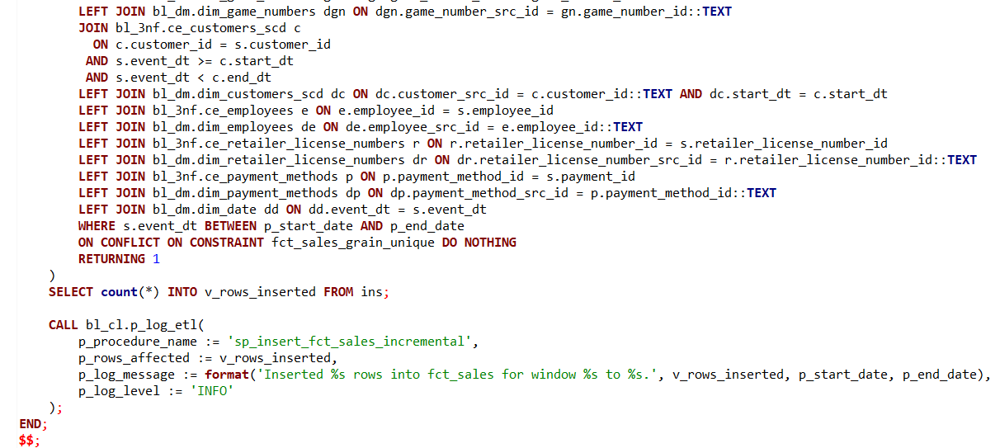 LEFT JOIN bl_dm.dim_game_numbers dgn ON dgn.game_number_src_id = gn.game_number_id::TEXT
JOIN bl_3nf.ce_customers_scd c
ON c.customer_id = s.customer_id
AND s.event_dt >= c.start_dt
AND s.event_dt < c.end_dt
LEFT JOIN bl_dm.dim_customers_scd dc ON dc.customer_src_id = c.customer_id::TEXT AND dc.start_dt = c.start_dt
LEFT JOIN bl_3nf.ce_employees e ON e.employee_id = s.employee_id
LEFT JOIN bl_dm.dim_employees de ON de.employee_src_id = e.employee_id::TEXT
LEFT JOIN bl_3nf.ce_retailer_license_numbers r ON r.retailer_license_number_id = s.retailer_license_number_id
LEFT JOIN bl_dm.dim_retailer_license_numbers dr ON dr.retailer_license_number_src_id = r.retailer_license_number_id::TEXT
LEFT JOIN bl_3nf.ce_payment_methods p ON p.payment_method_id = s.payment_id
LEFT JOIN bl_dm.dim_payment_methods dp ON dp.payment_method_src_id = p.payment_method_id::TEXT
LEFT JOIN bl_dm.dim_date dd ON dd.event_dt = s.event_dt
WHERE s.event_dt BETWEEN p_start_date AND p_end_date
ON CONFLICT ON CONSTRAINT fct_sales_grain_unique DO NOTHING
RETURNING 1
)
SELECT count(*) INTO v_rows_inserted FROM ins;
CALL bl_cl.p_log_etl(
p_procedure_name := 'sp_insert_fct_sales_incremental',
p_rows_affected := v_rows_inserted,
p_log_message := format('Inserted %s rows into fct_sales for window %s to %s.', v_rows_inserted, p_start_date, p_end_date),
p_log_level := 'INFO'
);
END;
$$;